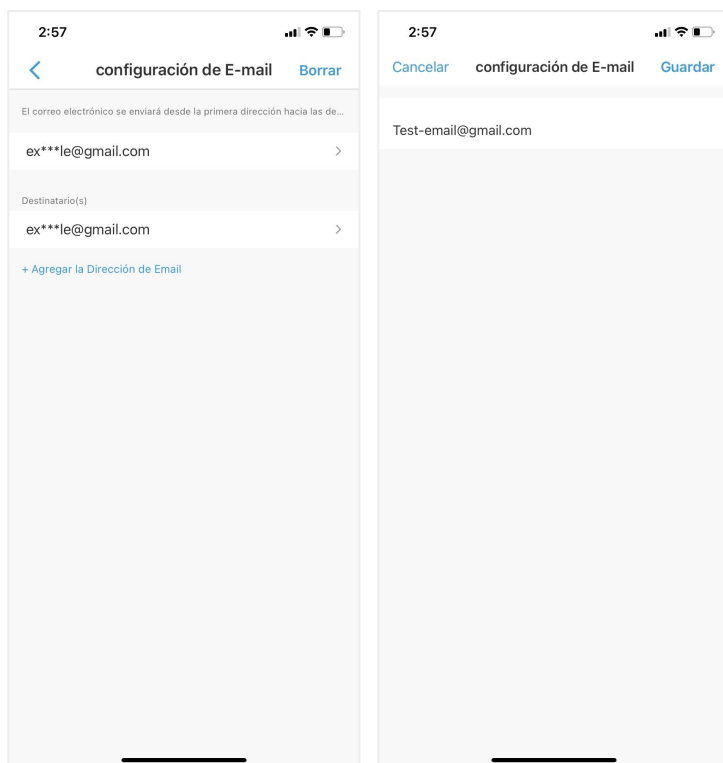 2:57
configuración de E-mail Borrar
El correo electrónico se enviará desde la primera dirección hacia las de...
ex***le@gmail.com
Destinatario(s)
ex***le@gmail.com
+ Agregar la Dirección de Email
2:57
Cancelar configuración de E-mail Guardar
Test-email@gmail.com